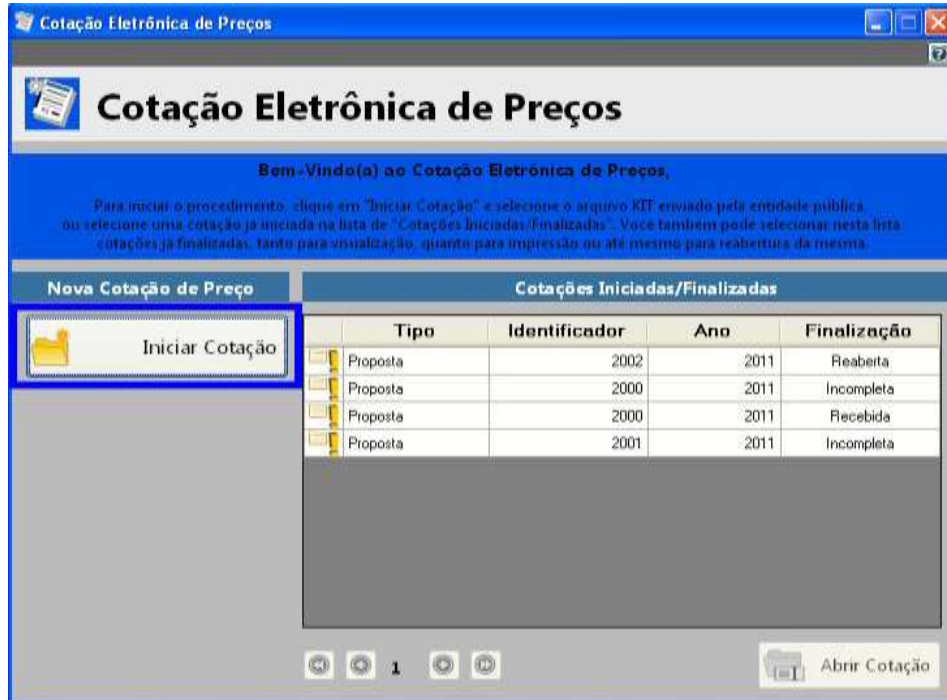 Cotação Eletrônica de Preços
Cotação Eletrônica de Preços
Bem-Vindo(a) ao Cotação Eletrônica de Preços,
Para iniciar o procedimento, clique em "Iniciar Cotação" e selecione o arquivo KIT enviado pela entidade pública,
ou selecione uma cotação já iniciada na lista de "Cotações Iniciadas/Finalizadas". Você também pode selecionar nesta lista
cotações já finalizadas, tanto para visualização, quanto para impressão ou até mesmo para reabertura da mesma.
Nova Cotação de Preço
Cotações Iniciadas/Finalizadas
Iniciar Cotação
Tipo Identificador Ano Finalização
Proposta 2002 2011 Reaberta
Proposta 2000 2011 Incompleta
Proposta 2000 2011 Recebida
Proposta 2001 2011 Incompleta
1
Abrir Cotação